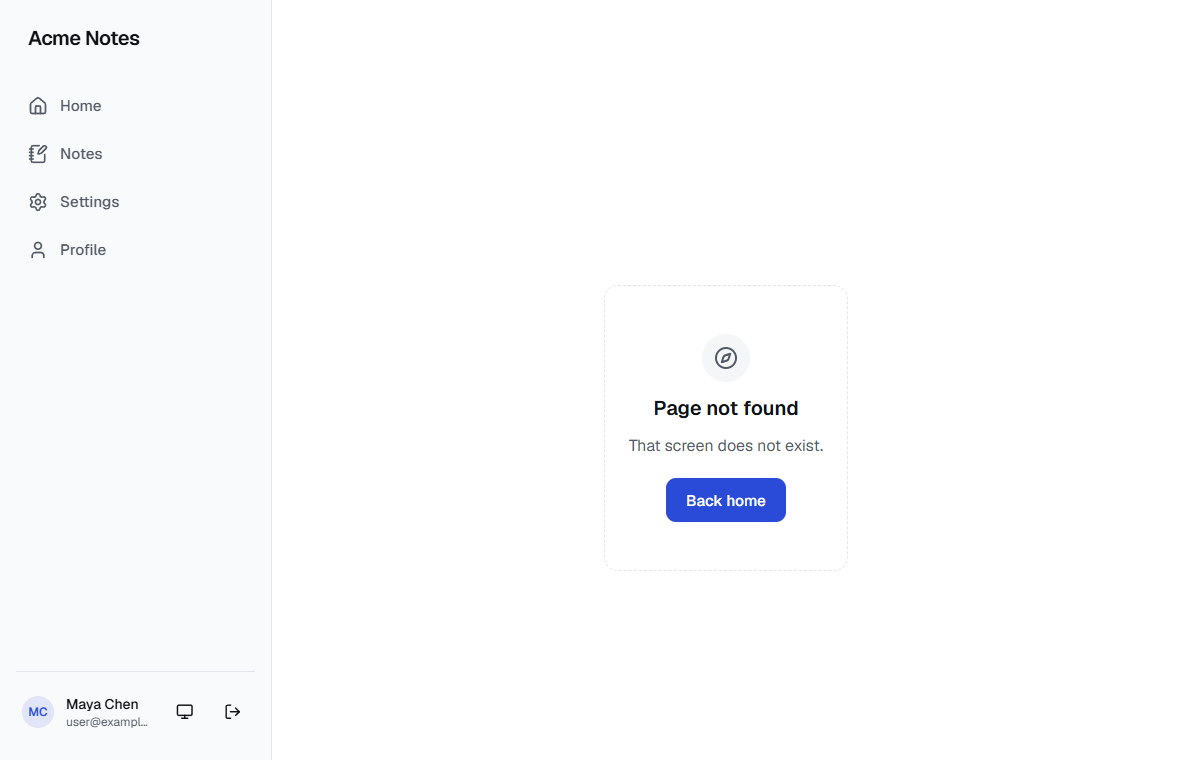 Acme Notes
Home
Notes
Settings
Profile
Page not found
That screen does not exist.
Back home
MC
Maya Chen
user@exampl...